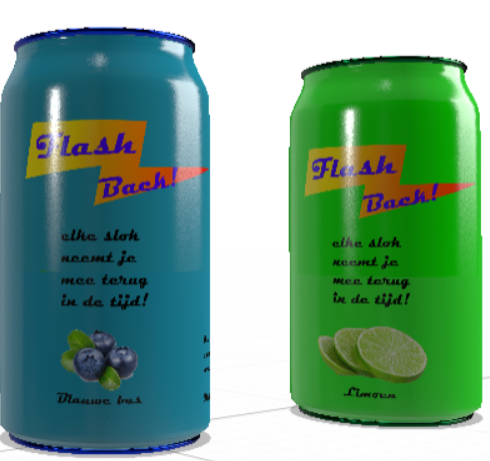 Flash
Back!
elke slok
neemt je
mee terug
in de tijd!
Blauwe bes
Flash
Back!
elke slok
neemt je
mee terug
in de tijd!
Limoen